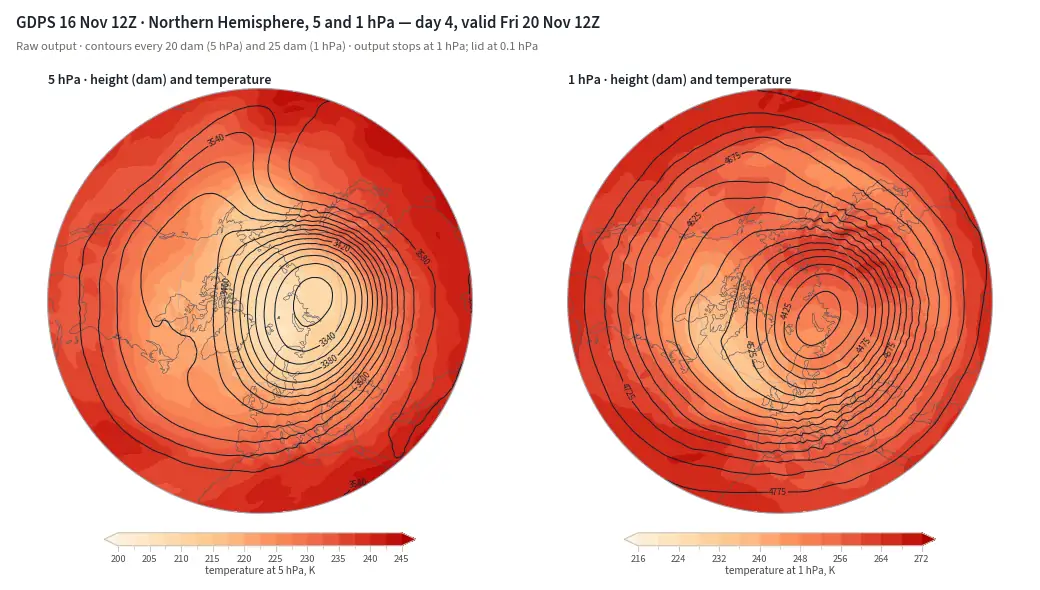 GDPS 16 Nov 12Z · Northern Hemisphere, 5 and 1 hPa — day 4, valid Fri 20 Nov 12Z
Raw output · contours every 20 dam (5 hPa) and 25 dam (1 hPa) · output stops at 1 hPa; lid at 0.1 hPa
5 hPa · height (dam) and temperature
1 hPa · height (dam) and temperature
3540
3420
3580
3340
3380
3540
4675
4625
4425
4625
4475
4725
4775
200 205 210 215 220 225 230 235 240 245
temperature at 5 hPa, K
216 224 232 240 248 256 264 272
temperature at 1 hPa, K